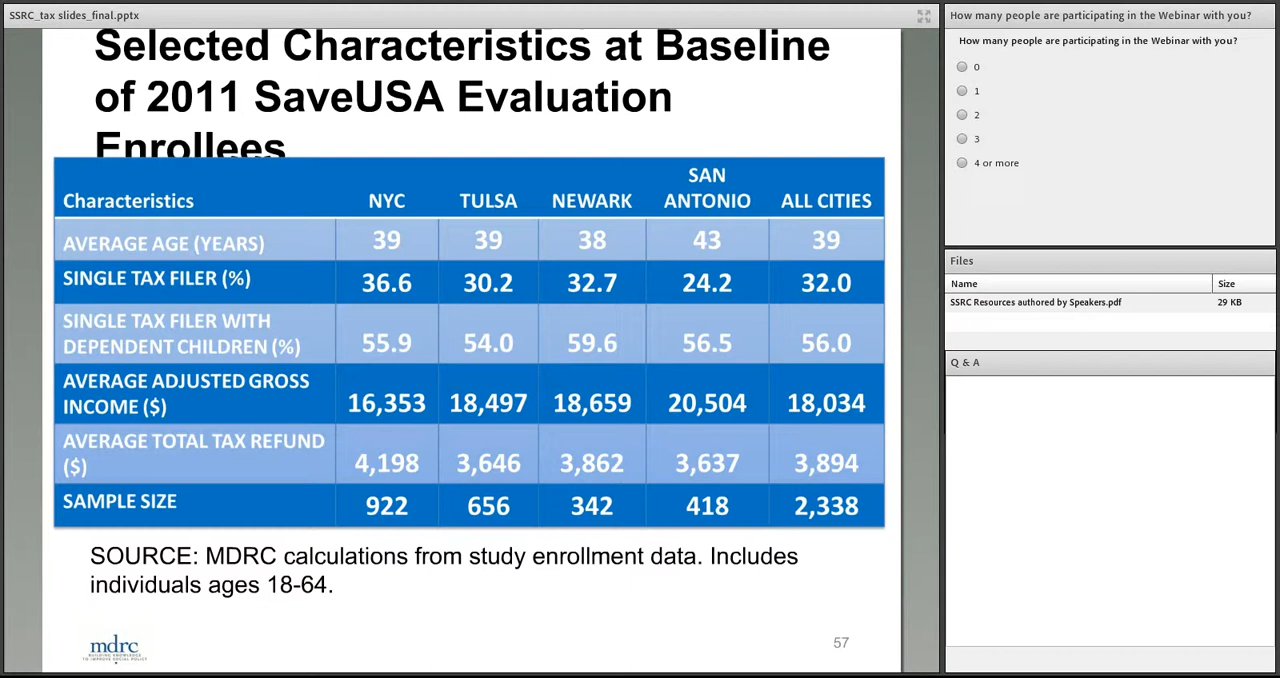 SSRC_tax slides_final.pptx
Selected Characteristics at Baseline
of 2011 SaveUSA Evaluation
Enrollees
Characteristics NYC TULSA NEWARK SAN ANTONIO ALL CITIES
AVERAGE AGE (YEARS) 39 39 38 43 39
SINGLE TAX FILER (%) 36.6 30.2 32.7 24.2 32.0
SINGLE TAX FILER WITH
DEPENDENT CHILDREN (%) 55.9 54.0 59.6 56.5 56.0
AVERAGE ADJUSTED GROSS
INCOME ($) 16,353 18,497 18,659 20,504 18,034
AVERAGE TOTAL TAX REFUND
($) 4,198 3,646 3,862 3,637 3,894
SAMPLE SIZE 922 656 342 418 2,338
SOURCE: MDRC calculations from study enrollment data. Includes
individuals ages 18-64.
mdrc
BUILDING KNOWLEDGE
TO IMPROVE SOCIAL POLICY
57
How many people are participating in the Webinar with you?
How many people are participating in the Webinar with you?
0
1
2
3
4 or more
Files
Name Size
SSRC Resources authored by Speakers.pdf 29 KB
Q & A